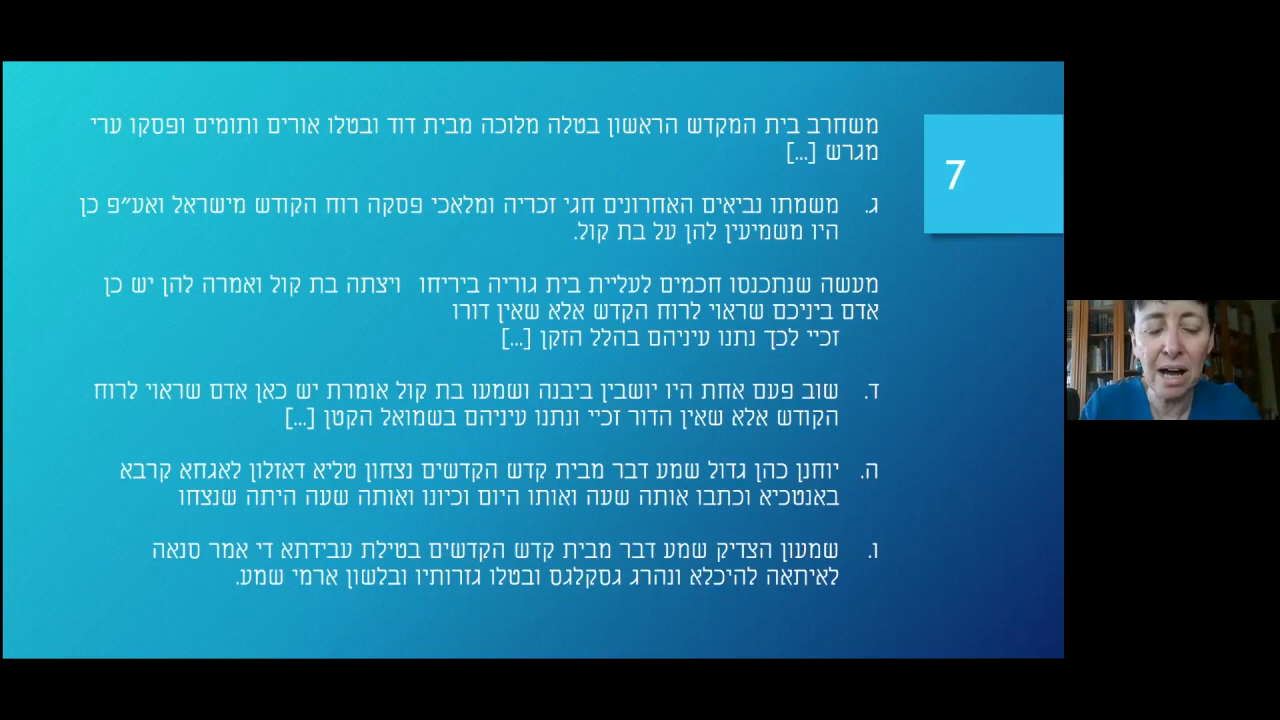 משחרב בית המקדש הראשון בטלה מלוכה מבית דוד ובטלו אורים ותומים ופסקו ערי
מגרש [...]
ג. משמתו נביאים האחרונים חגי זכריה ומלאכי פסקה רוח הקודש מישראל ואע״פ כן
היו משמיעין להן על בת קול.
מעשה שנתכנסו חכמים לעליית בית גוריה ביריחו ויצתה בת קול ואמרה להן יש כן
אדם ביניכם שראוי לרוח הקדש אלא שאין דורו
זכיי לכך נתנו עיניהם בהלל הזקן [...]
ד. שוב פעם אחת היו יושבין ביבנה ושמעו בת קול אומרת יש כאן אדם שראוי לרוח
הקודש אלא שאין הדור זכיי ונתנו עיניהם בשמואל הקטן [...]
ה. יוחנן כהן גדול שמע דבר מבית קדש הקדשים נצחון טליא דאזלון לאגחא קרבא
באנטכיא וכתבו אותה שעה ואותו היום וכיונו ואותה שעה היתה שנצחו
ו. שמעון הצדיק שמע דבר מבית קדש הקדשים בטילת עבידתא די אמר סנאה
לאיתאה להיכלא ונהרג גסקלגס ובטלו גזרותיו ובלשון ארמי שמע.
7